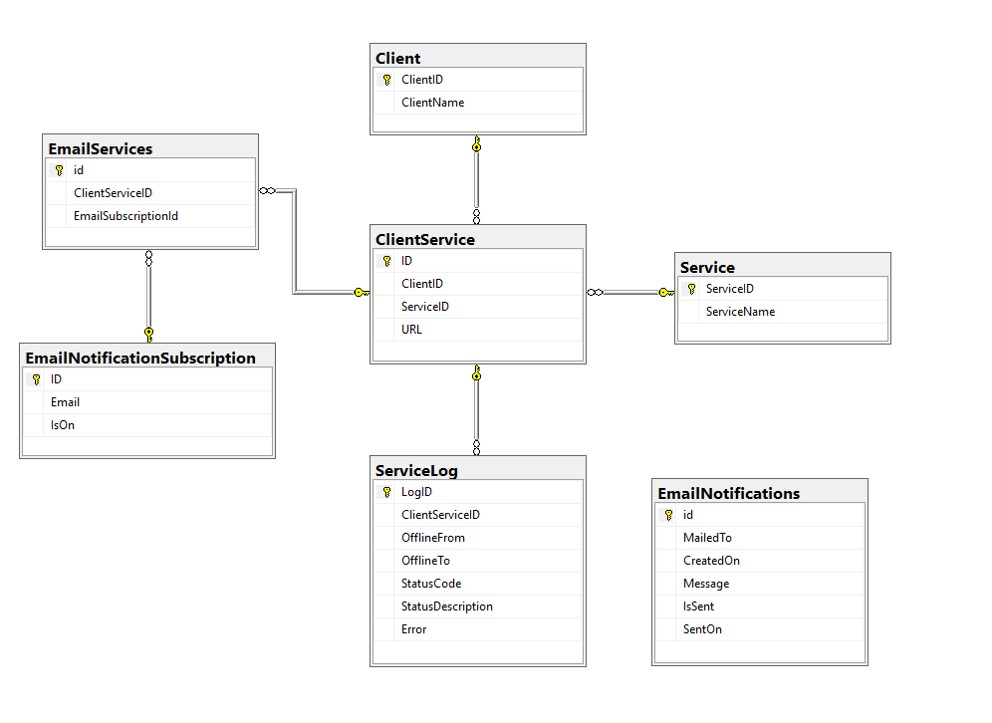 Client
ClientID
ClientName
EmailServices
id
ClientServiceID
EmailSubscriptionId
ClientService
ID
ClientID
ServiceID
URL
Service
ServiceID
ServiceName
EmailNotificationSubscription
ID
Email
IsOn
ServiceLog
LogID
ClientServiceID
OfflineFrom
OfflineTo
StatusCode
StatusDescription
Error
EmailNotifications
id
MailedTo
CreatedOn
Message
IsSent
SentOn